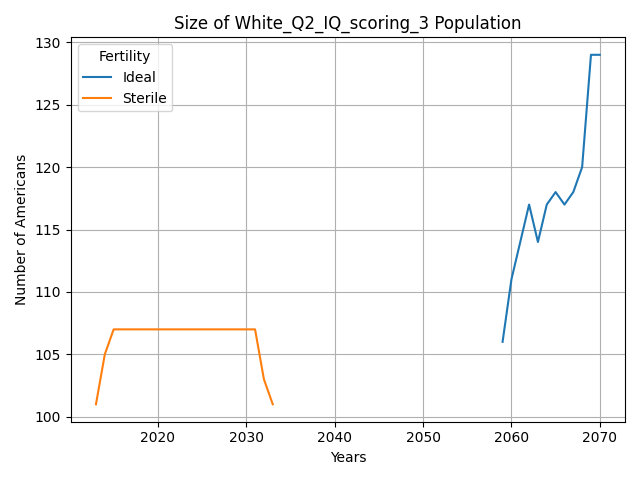 Size of White_Q2_IQ_scoring_3 Population
Number of Americans
130
125
120
115
110
105
100
Fertility
Ideal
Sterile
2020 2030 2040 2050 2060 2070
Years